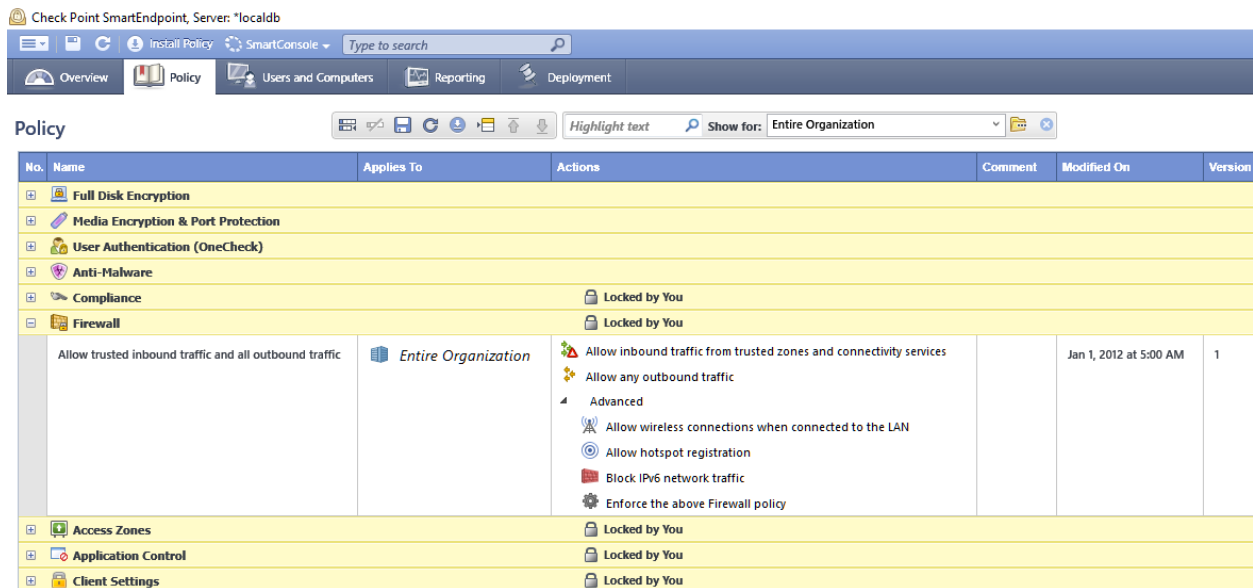 Check Point SmartEndpoint, Server: *localdb
Install Policy SmartConsole Type to search
Overview Policy Users and Computers Reporting Deployment
Policy Highlight text Show for: Entire Organization
No. Name Applies To Actions Comment Modified On Version
Full Disk Encryption
Media Encryption & Port Protection
User Authentication (OneCheck)
Anti-Malware
Compliance Locked by You
Firewall Locked by You
Allow trusted inbound traffic and all outbound traffic Entire Organization Allow inbound traffic from trusted zones and connectivity services Jan 1, 2012 at 5:00 AM 1
Allow any outbound traffic
Advanced
Allow wireless connections when connected to the LAN
Allow hotspot registration
Block IPv6 network traffic
Enforce the above Firewall policy
Access Zones Locked by You
Application Control Locked by You
Client Settings Locked by You